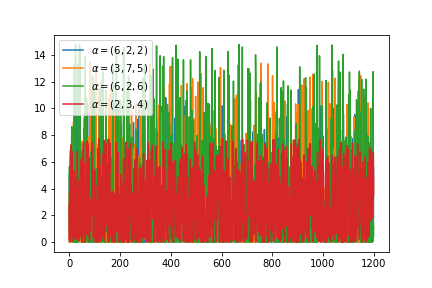 α = (6, 2, 2)
α = (3, 7, 5)
α = (6, 2, 6)
α = (2, 3, 4)
14
12
10
8
6
4
2
0
0 200 400 600 800 1000 1200